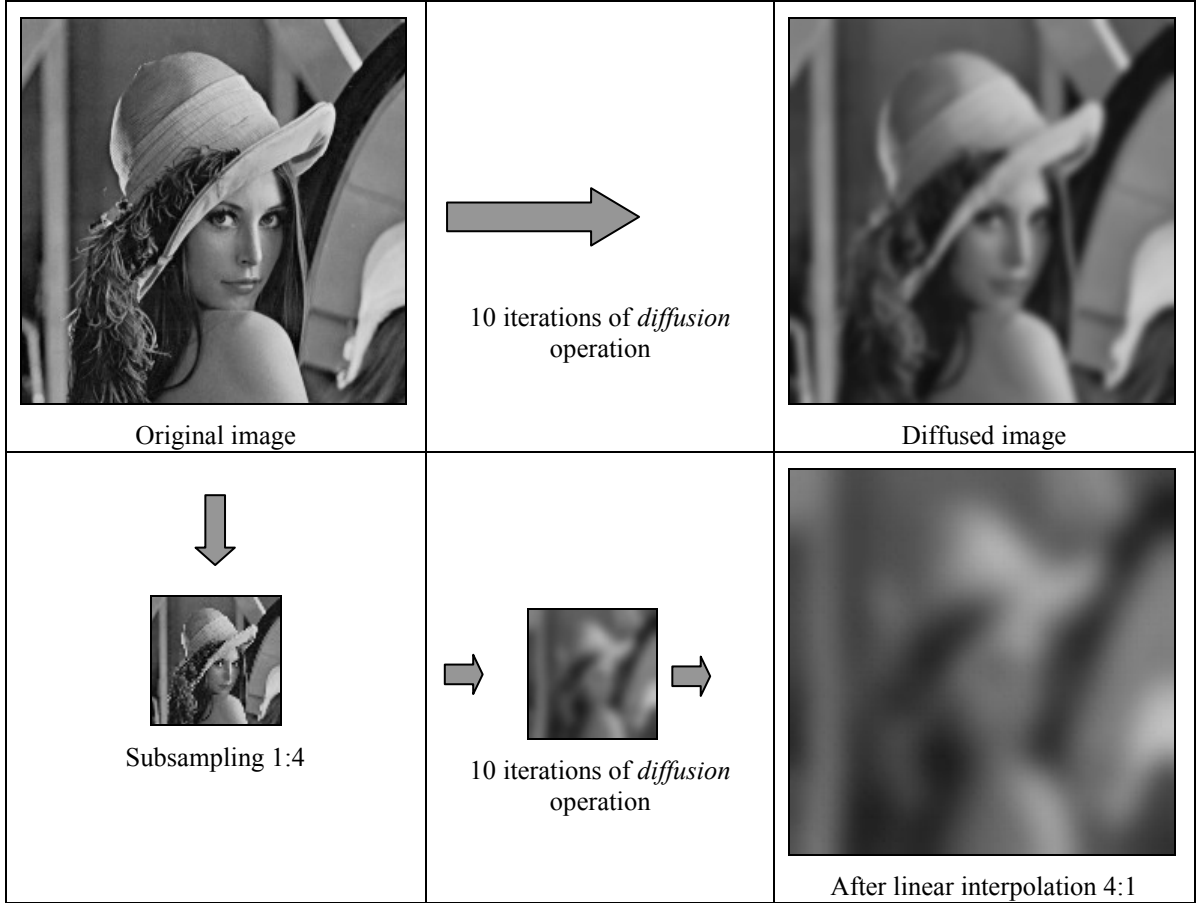 10 iterations of diffusion
operation
Original image
Diffused image
Subsampling 1:4
10 iterations of diffusion
operation
After linear interpolation 4:1